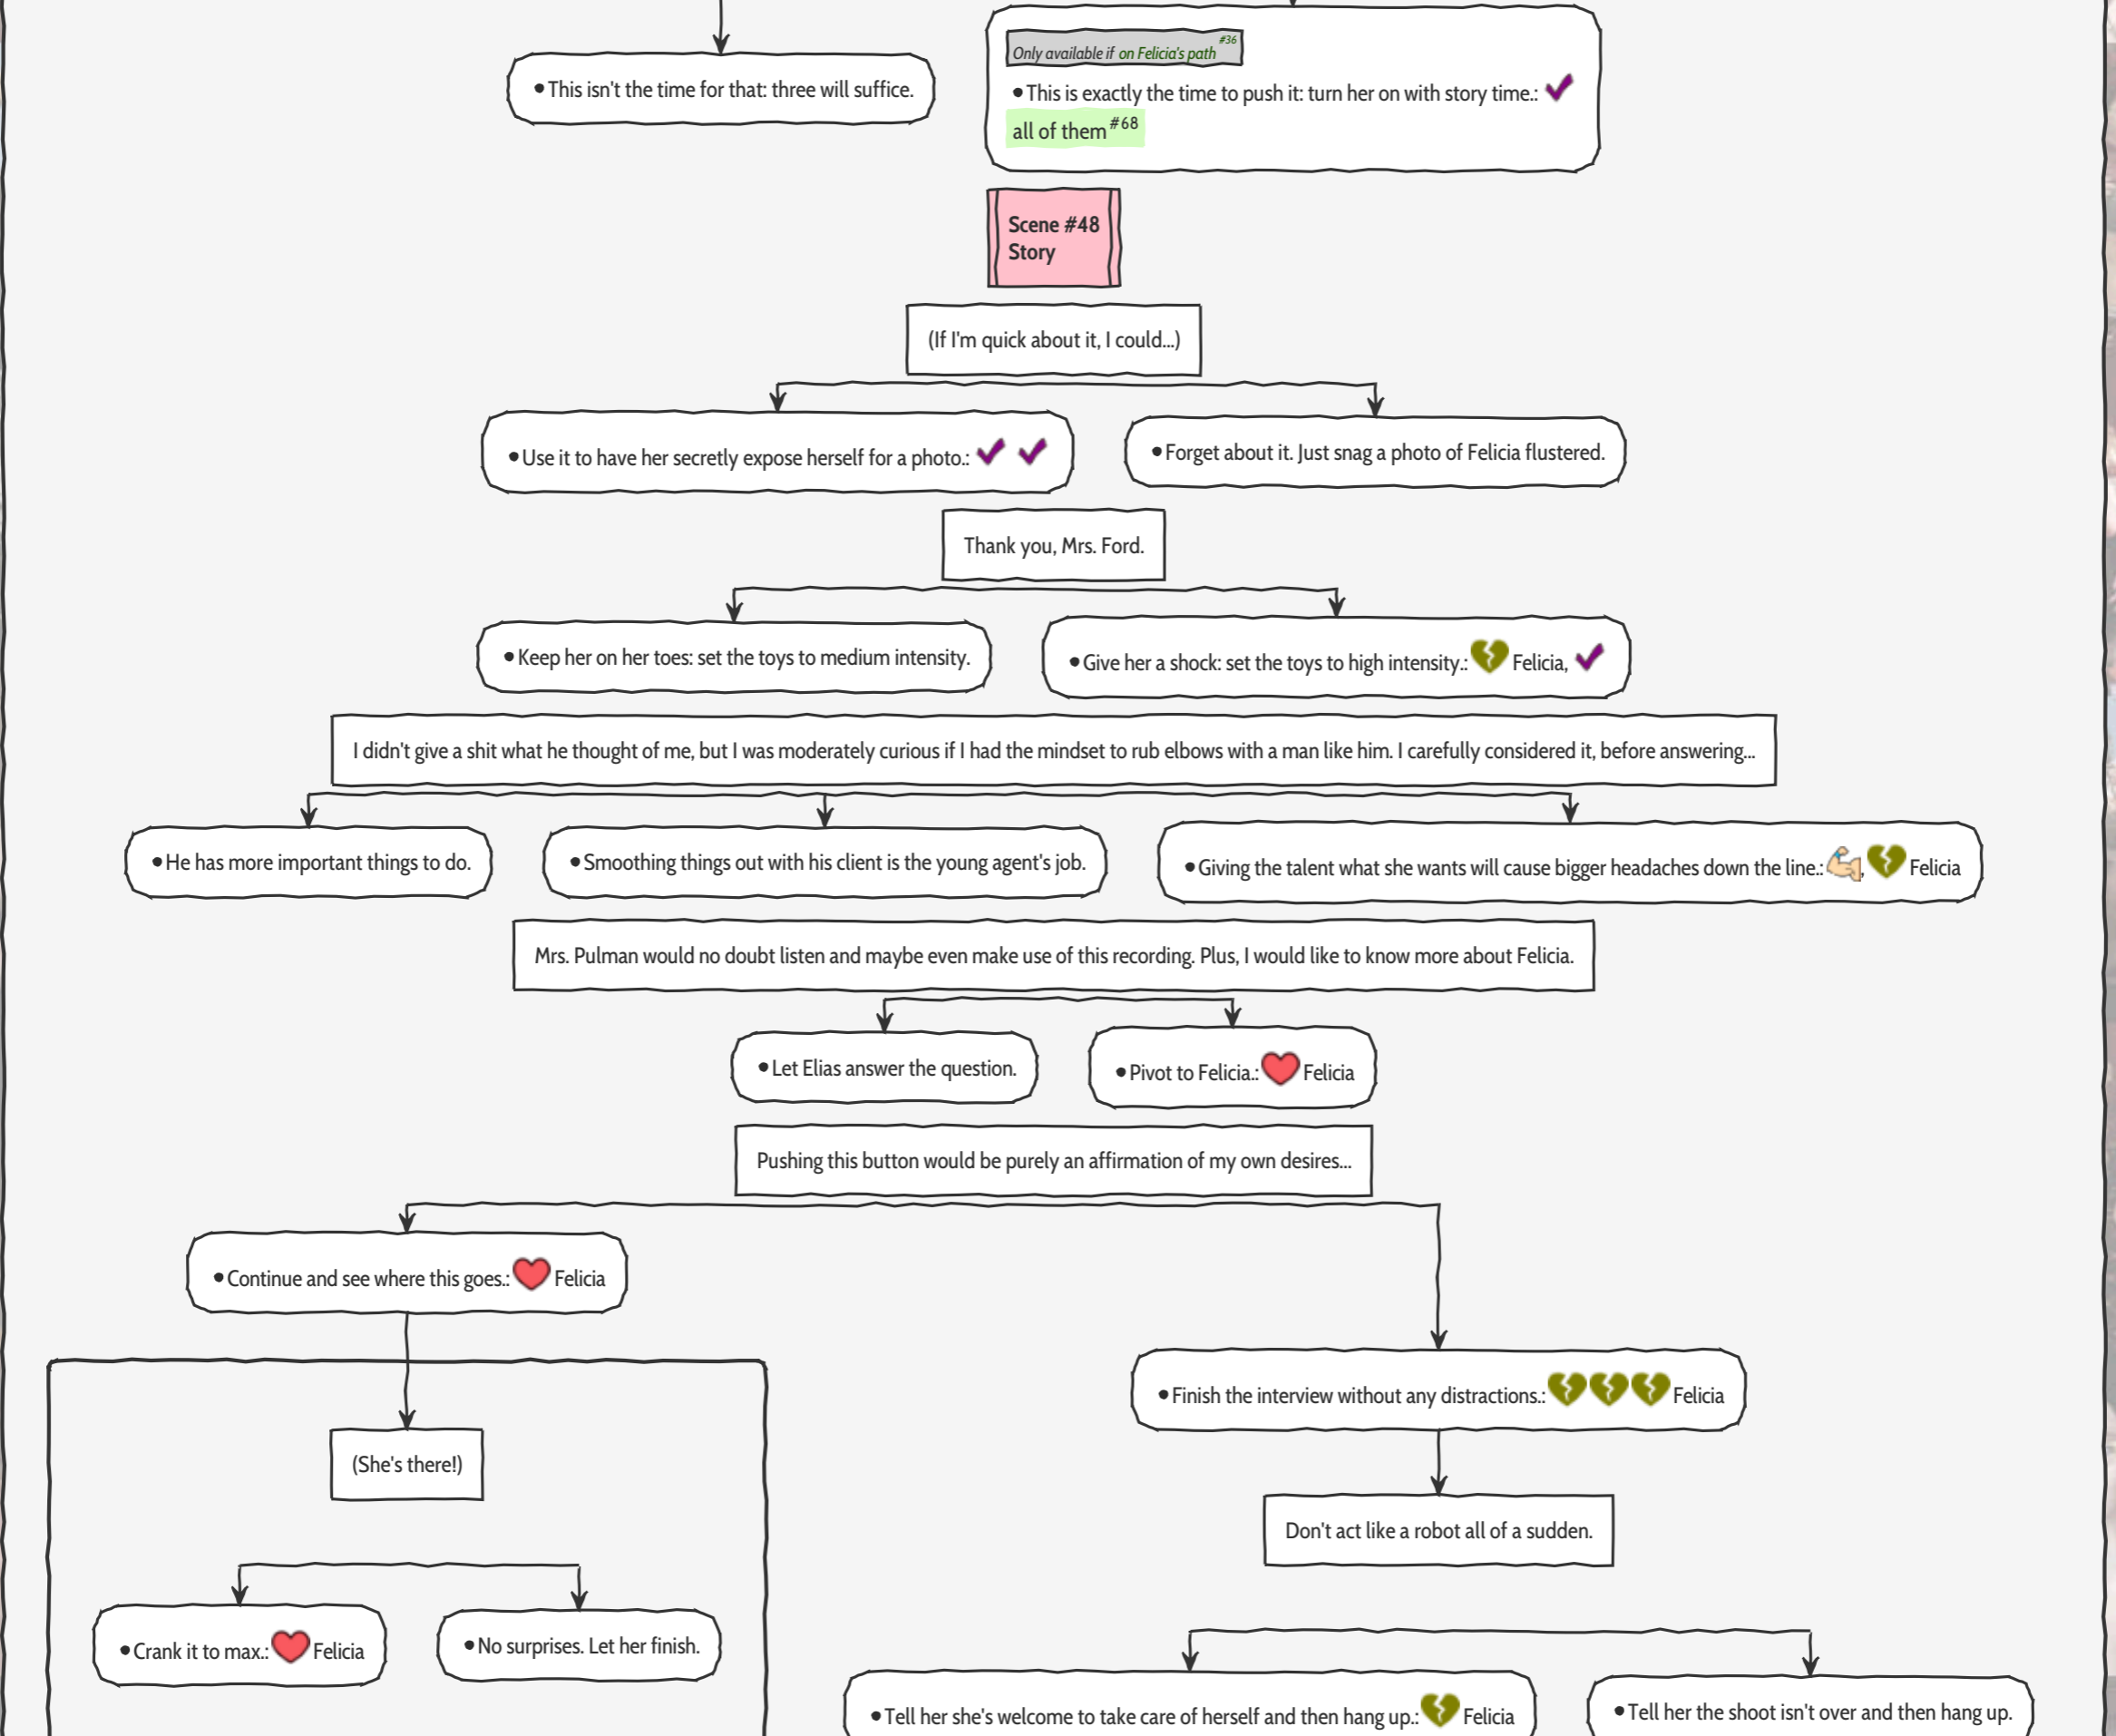 • This isn't the time for that: three will suffice.
Only available if on Felicia's path #36
• This is exactly the time to push it: turn her on with story time.:
all of them #68
Scene #48
Story
(If I'm quick about it, I could...)
• Use it to have her secretly expose herself for a photo.:
• Forget about it. Just snag a photo of Felicia flustered.
Thank you, Mrs. Ford.
• Keep her on her toes: set the toys to medium intensity.
• Give her a shock: set the toys to high intensity.: Felicia,
I didn't give a shit what he thought of me, but I was moderately curious if I had the mindset to rub elbows with a man like him. I carefully considered it, before answering...
• He has more important things to do.
• Smoothing things out with his client is the young agent's job.
• Giving the talent what she wants will cause bigger headaches down the line.: , Felicia
Mrs. Pulman would no doubt listen and maybe even make use of this recording. Plus, I would like to know more about Felicia.
• Let Elias answer the question.
• Pivot to Felicia.: Felicia
Pushing this button would be purely an affirmation of my own desires...
• Continue and see where this goes.: Felicia
• Finish the interview without any distractions.: Felicia
(She's there!)
Don't act like a robot all of a sudden.
• Crank it to max.: Felicia
• No surprises. Let her finish.
• Tell her she's welcome to take care of herself and then hang up.: Felicia
• Tell her the shoot isn't over and then hang up.